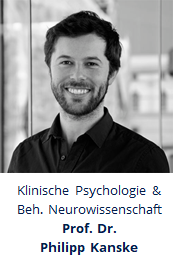 Klinische Psychologie &
Beh. Neurowissenschaft
Prof. Dr.
Philipp Kanske